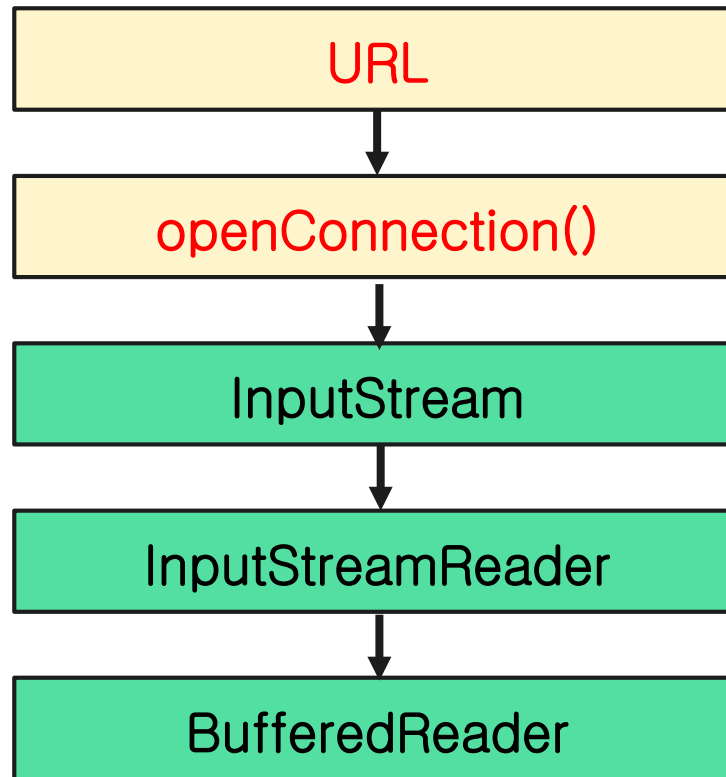 URL
openConnection()
InputStream
InputStreamReader
BufferedReader